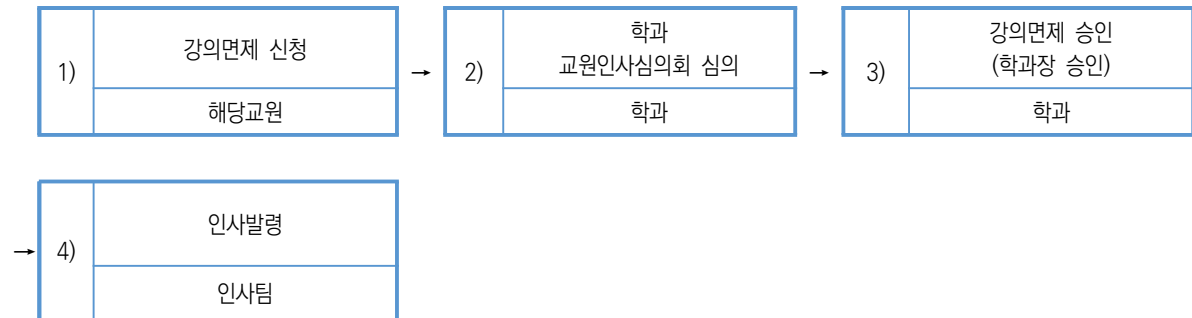 1)
강의면제 신청
해당교원
→
2)
학과
교원인사심의회 심의
학과
→
3)
강의면제 승인
(학과장 승인)
학과
→
4)
인사발령
인사팀